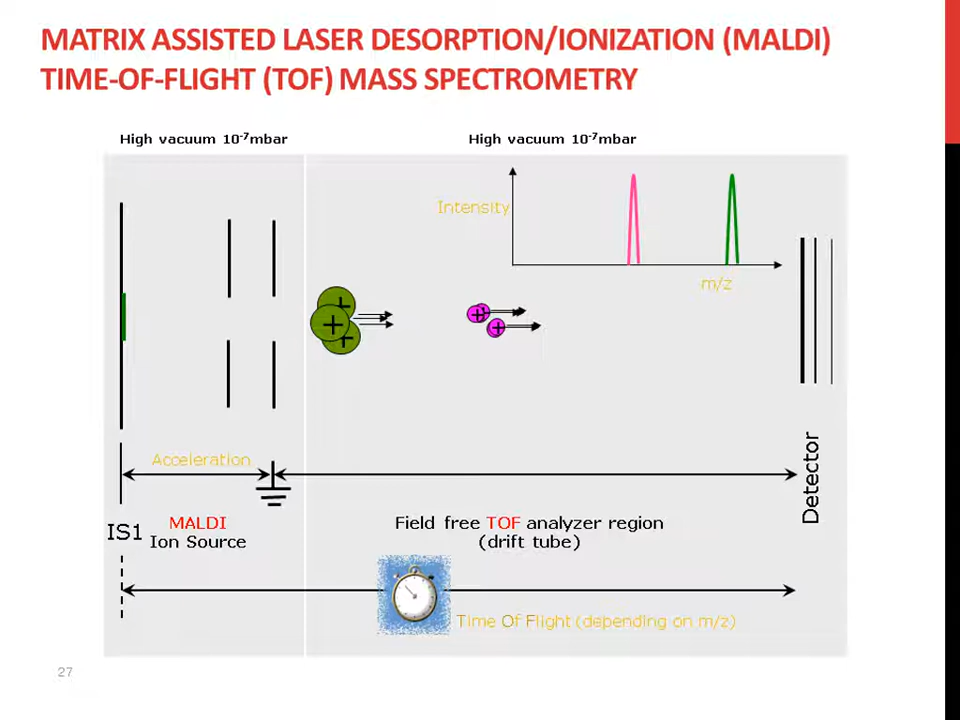 MATRIX ASSISTED LASER DESORPTION/IONIZATION (MALDI)
TIME-OF-FLIGHT (TOF) MASS SPECTROMETRY
High vacuum 10-7mbar
High vacuum 10-7mbar
Intensity
m/z
+
+
+
+
+
Acceleration
Detector
IS1
MALDI
Ion Source
Field free TOF analyzer region
(drift tube)
Time Of Flight (depending on m/z)
27